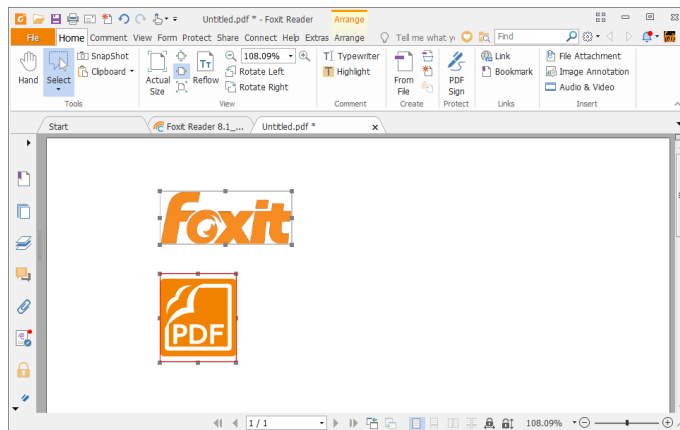 Untitled.pdf * - Foxit Reader Arrange
File Home Comment View Form Protect Share Connect Help Extras Arrange Tell me what y Find
Hand
Select
SnapShot
Clipboard
Tools
Actual Size
Reflow
108.09%
Rotate Left
Rotate Right
View
Typewriter
Highlight
Comment
From File
Create
PDF Sign
Protect
Link
Bookmark
Links
File Attachment
Image Annotation
Audio & Video
Insert
Start Foxit Reader 8.1_... Untitled.pdf *
foxit
PDF
1 / 1 108.09%